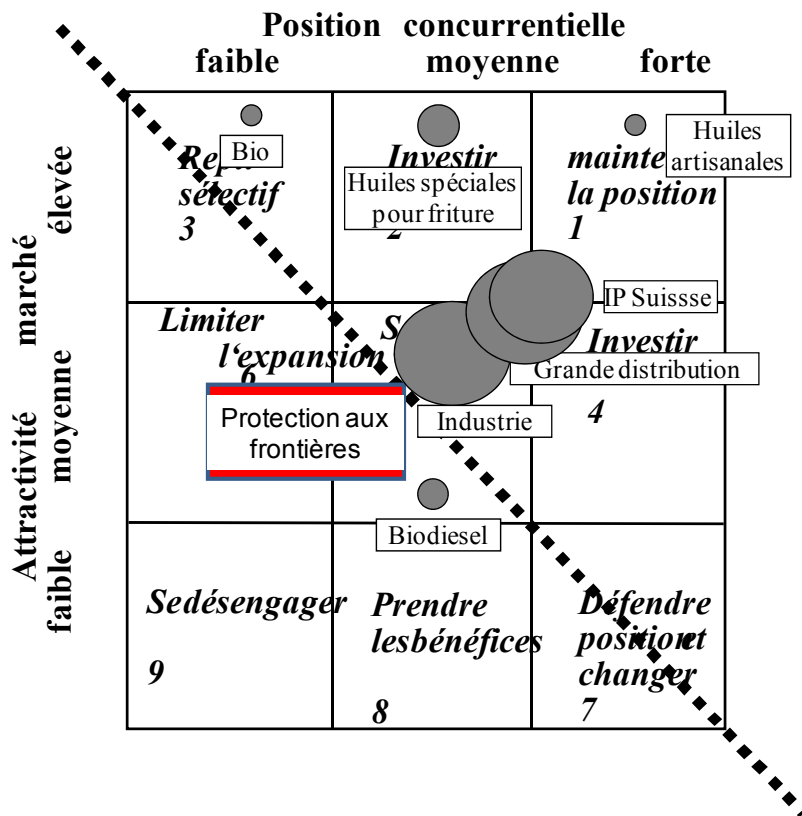 Position concurrentielle
faible moyenne forte
Attractivité marché
élevée
moyenne
faible
Bio
sélectif
3
Investir
Huiles spéciales
pour friture
2
Huiles
artisanales
la position
1
Limiter
l‘expansion
6
IP Suissse
Investir
Grande distribution
4
Industrie
Protection aux
frontières
Biodiesel
Sedésengager
9
Prendre
lesbénéfices
8
Défendre
position et
changer
7